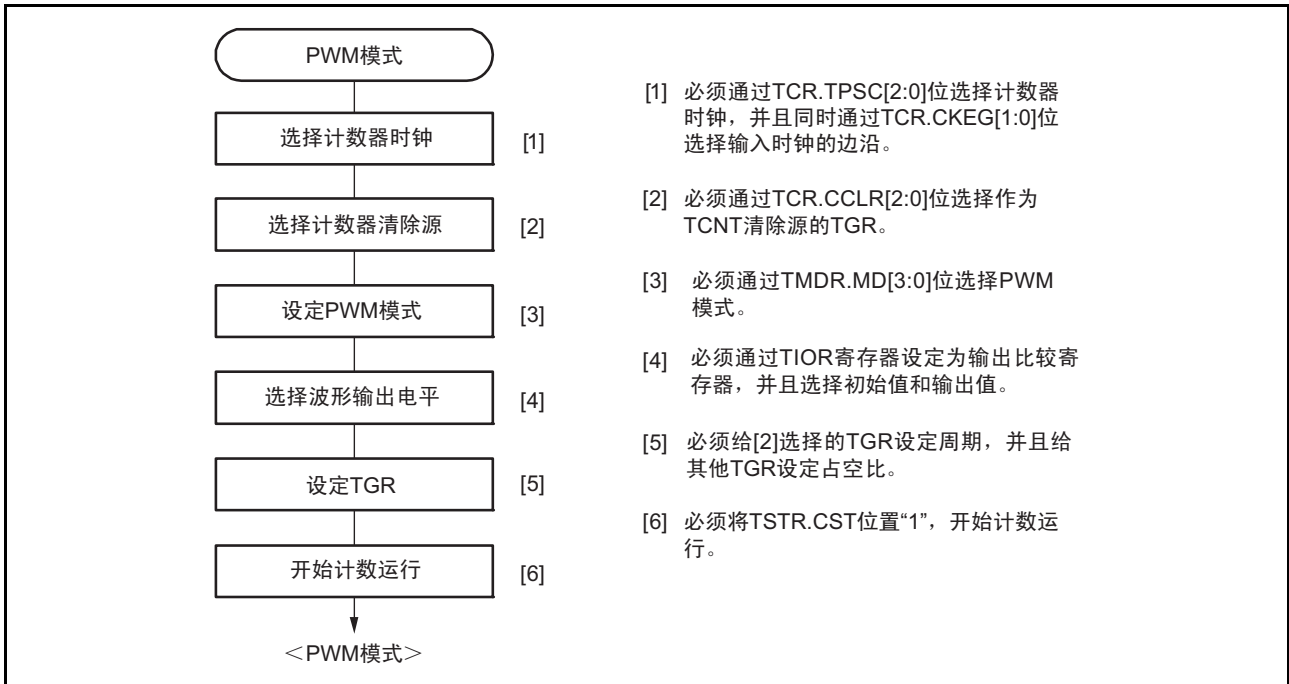 PWM模式
选择计数器时钟 [1]
选择计数器清除源 [2]
设定PWM模式 [3]
选择波形输出电平 [4]
设定TGR [5]
开始计数运行 [6]
<PWM模式>
[1] 必须通过TCR.TPSC[2:0]位选择计数器
时钟，并且同时通过TCR.CKEG[1:0]位
选择输入时钟的边沿。
[2] 必须通过TCR.CCLR[2:0]位选择作为
TCNT清除源的TGR。
[3] 必须通过TMDR.MD[3:0]位选择PWM
模式。
[4] 必须通过TIOR寄存器设定为输出比较寄
存器，并且选择初始值和输出值。
[5] 必须给[2]选择的TGR设定周期，并且给
其他TGR设定占空比。
[6] 必须将TSTR.CST位置“1”，开始计数运
行。